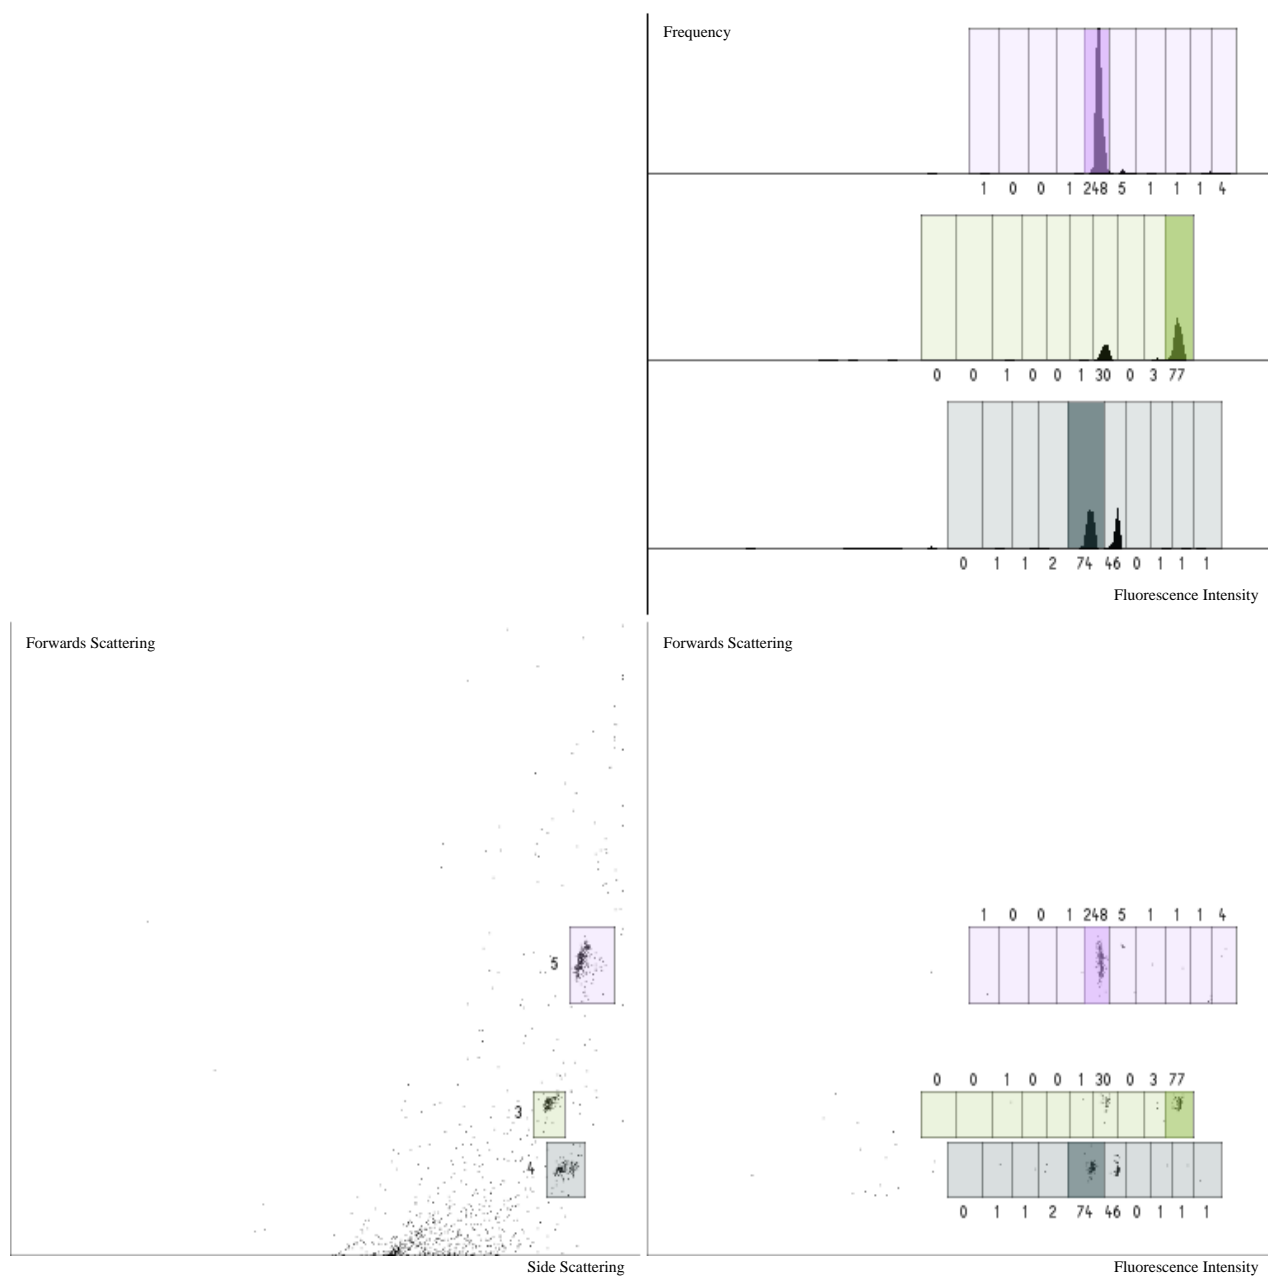 Frequency
1 0 0 1 248 5 1 1 1 4
0 0 1 0 0 1 30 0 3 77
0 1 1 2 74 46 0 1 1 1
Fluorescence Intensity
Forwards Scattering
Forwards Scattering
1 0 0 1 248 5 1 1 1 4
5
0 0 1 0 0 1 30 0 3 77
3
4
0 1 1 2 74 46 0 1 1 1
Side Scattering
Fluorescence Intensity